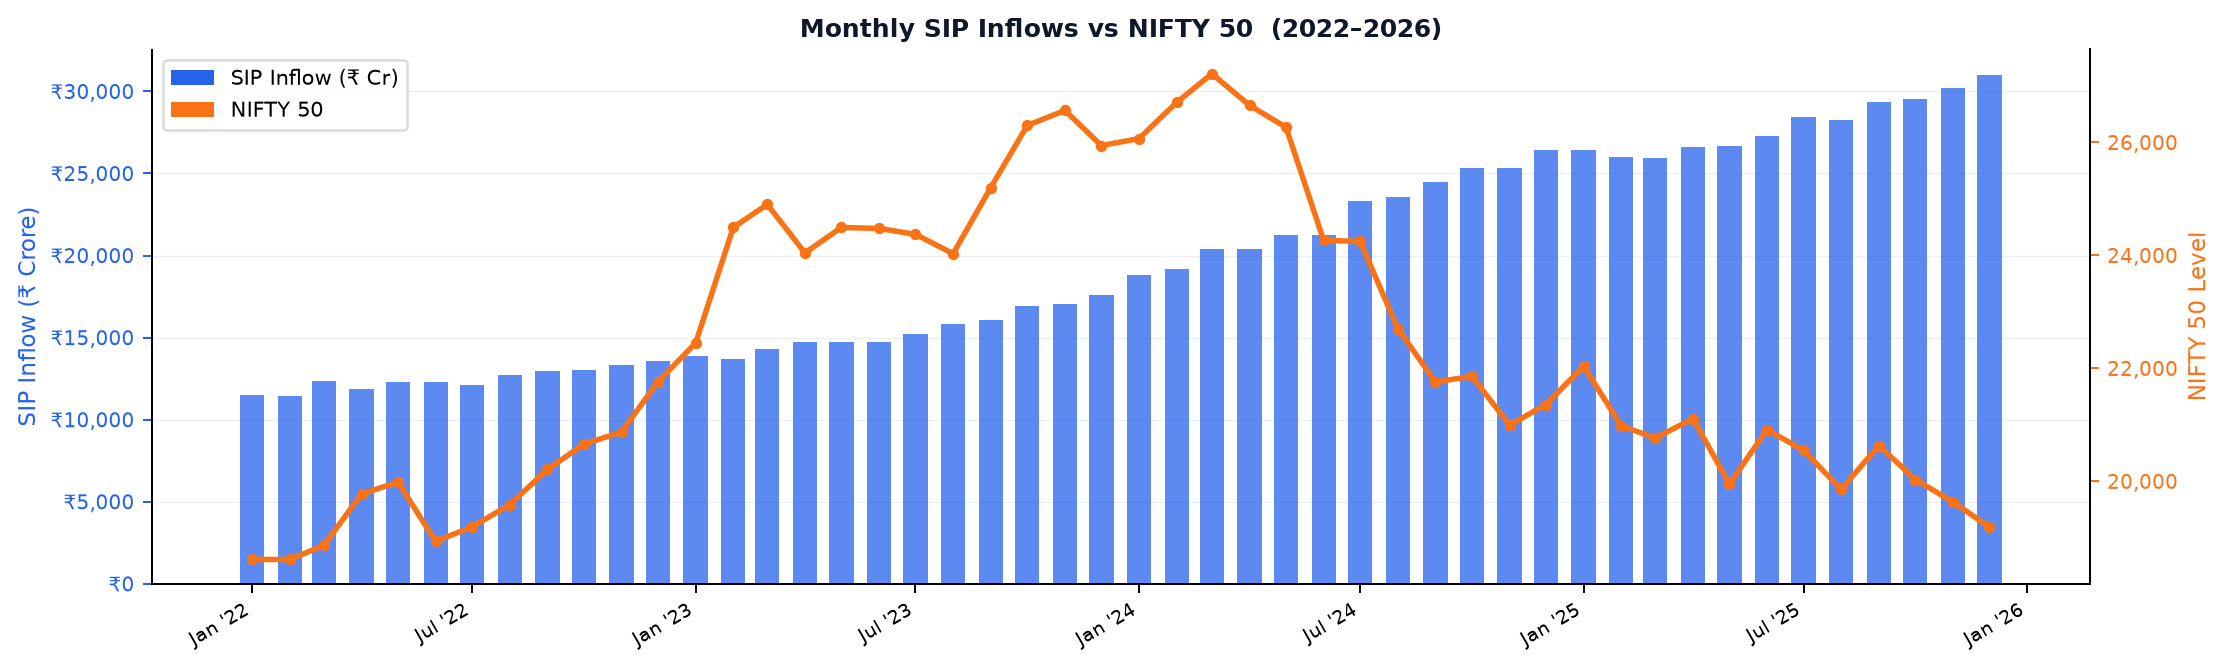 Monthly SIP Inflows vs NIFTY 50  (2022–2026)
SIP Inflow (₹ Cr)
NIFTY 50
SIP Inflow (₹ Crore)
₹30,000
₹25,000
₹20,000
₹15,000
₹10,000
₹5,000
₹0
26,000
24,000
22,000
20,000
NIFTY 50 Level
Jan '22
Jul '22
Jan '23
Jul '23
Jan '24
Jul '24
Jan '25
Jul '25
Jan '26